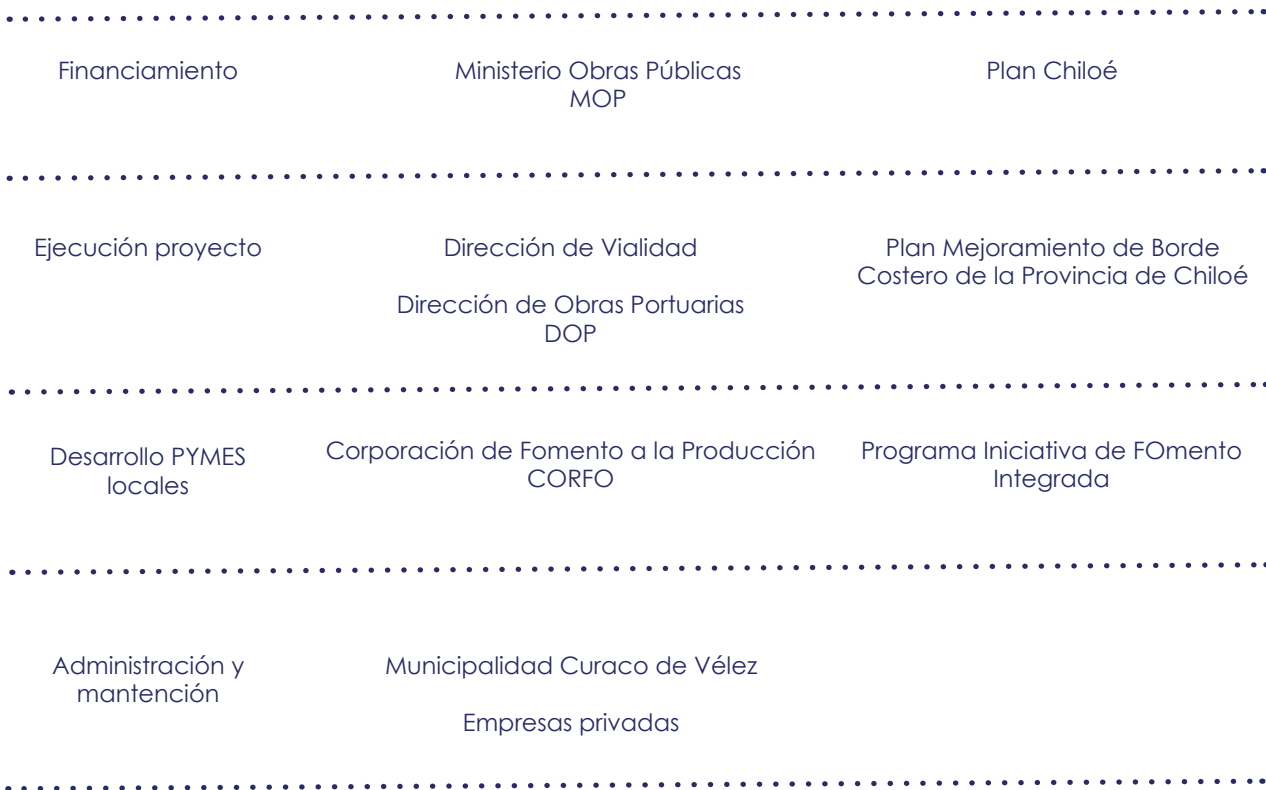 Financiamiento
Ministerio Obras Públicas
MOP
Plan Chiloé
Ejecución proyecto
Dirección de Vialidad
Dirección de Obras Portuarias
DOP
Plan Mejoramiento de Borde
Costero de la Provincia de Chiloé
Desarrollo PYMES
locales
Corporación de Fomento a la Producción
CORFO
Programa Iniciativa de FOmento
Integrada
Administración y
mantención
Municipalidad Curaco de Vélez
Empresas privadas